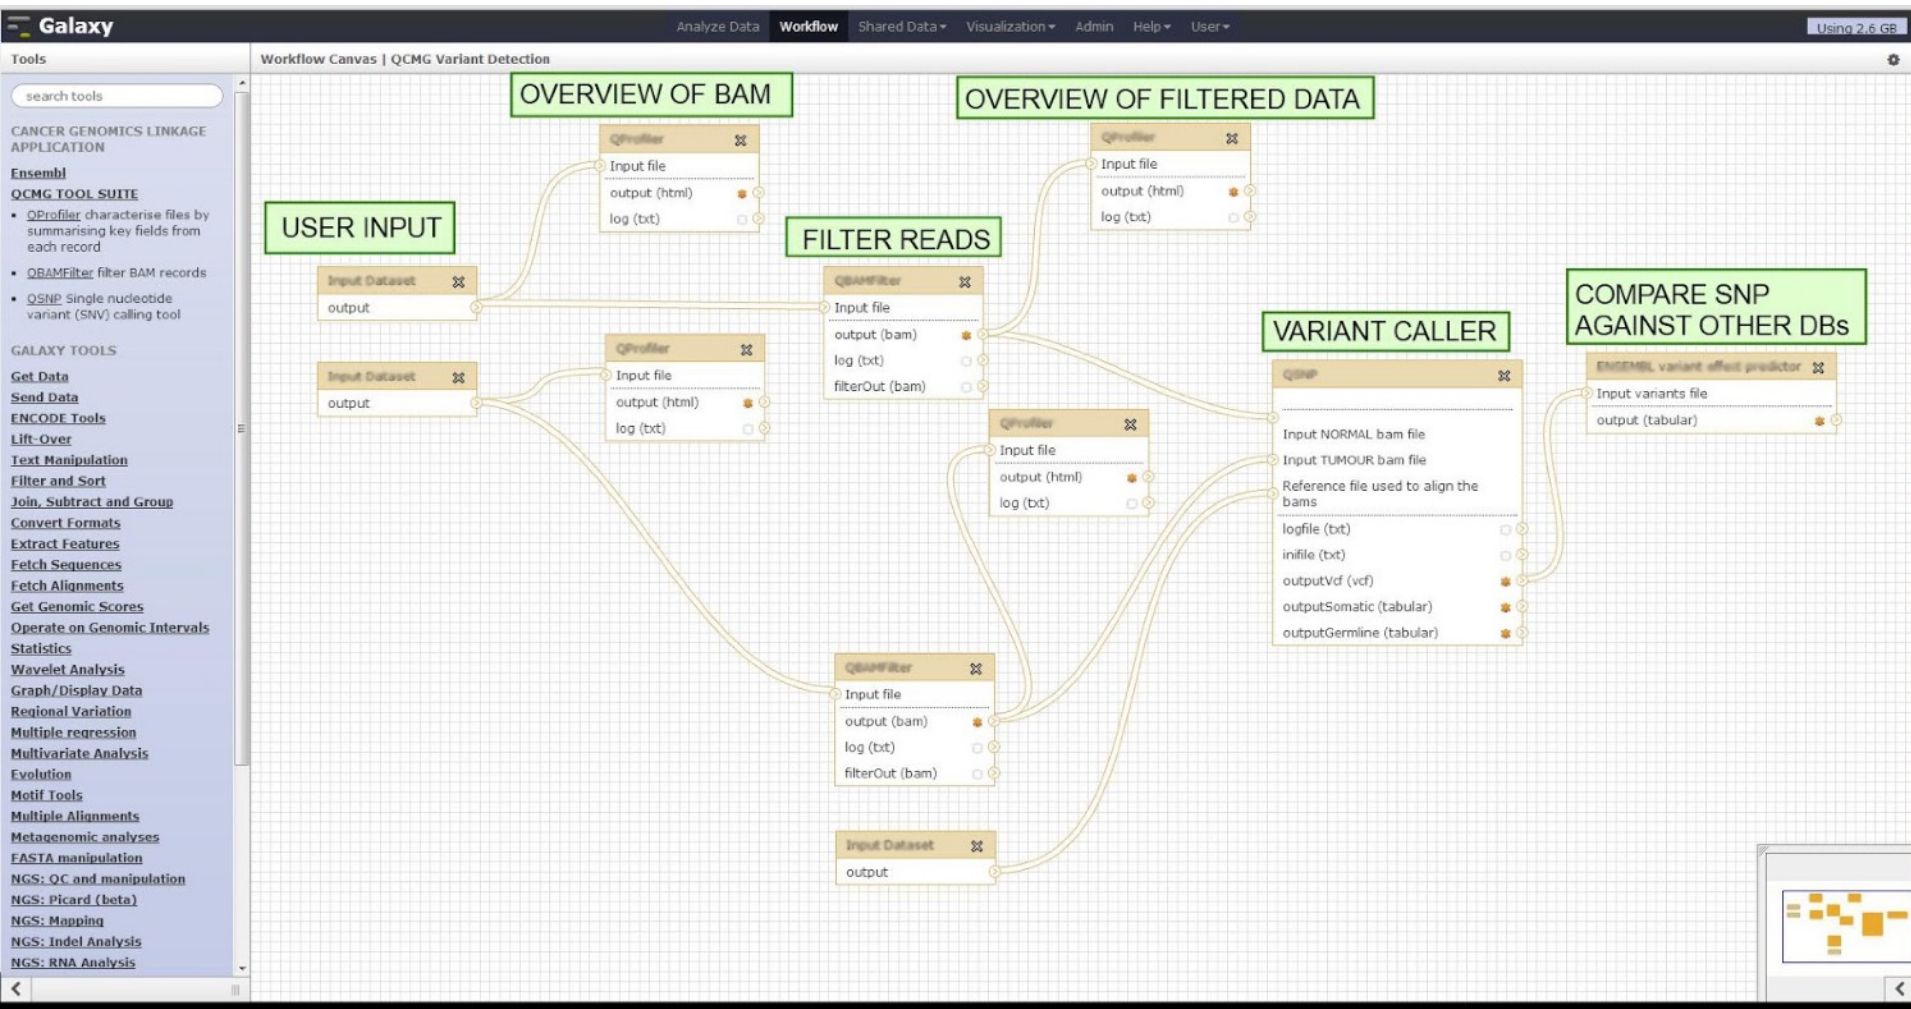 Galaxy
Analyze Data Workflow Shared Data Visualization Admin Help User
Using 2.6 GB
Tools
Workflow Canvas | QCMG Variant Detection
search tools
CANCER GENOMICS LINKAGE
APPLICATION
Ensembl
QCMG TOOL SUITE
QProfiler characterise files by
summarising key fields from
each record
QBAMFilter filter BAM records
QSNP Single nucleotide
variant (SNV) calling tool
GALAXY TOOLS
Get Data
Send Data
ENCODE Tools
Lift-Over
Text Manipulation
Filter and Sort
Join, Subtract and Group
Convert Formats
Extract Features
Fetch Sequences
Fetch Alignments
Get Genomic Scores
Operate on Genomic Intervals
Statistics
Wavelet Analysis
Graph/Display Data
Regional Variation
Multiple regression
Multivariate Analysis
Evolution
Motif Tools
Multiple Alignments
Metagenomic analyses
FASTA manipulation
NGS: QC and manipulation
NGS: Picard (beta)
NGS: Mapping
NGS: Indel Analysis
NGS: RNA Analysis
USER INPUT
Input Dataset
output
Input Dataset
output
OVERVIEW OF BAM
QProfiler
Input file
output (html)
log (txt)
QProfiler
Input file
output (html)
log (txt)
FILTER READS
QBAMFilter
Input file
output (bam)
log (txt)
filterOut (bam)
OVERVIEW OF FILTERED DATA
QProfiler
Input file
output (html)
log (txt)
QProfiler
Input file
output (html)
log (txt)
QBAMFilter
Input file
output (bam)
log (txt)
filterOut (bam)
Input Dataset
output
VARIANT CALLER
QSNP
Input NORMAL bam file
Input TUMOUR bam file
Reference file used to align the
bams
logfile (txt)
inifile (txt)
outputVcf (vcf)
outputSomatic (tabular)
outputGermline (tabular)
COMPARE SNP
AGAINST OTHER DBs
ENSEMBL variant effect predictor
Input variants file
output (tabular)